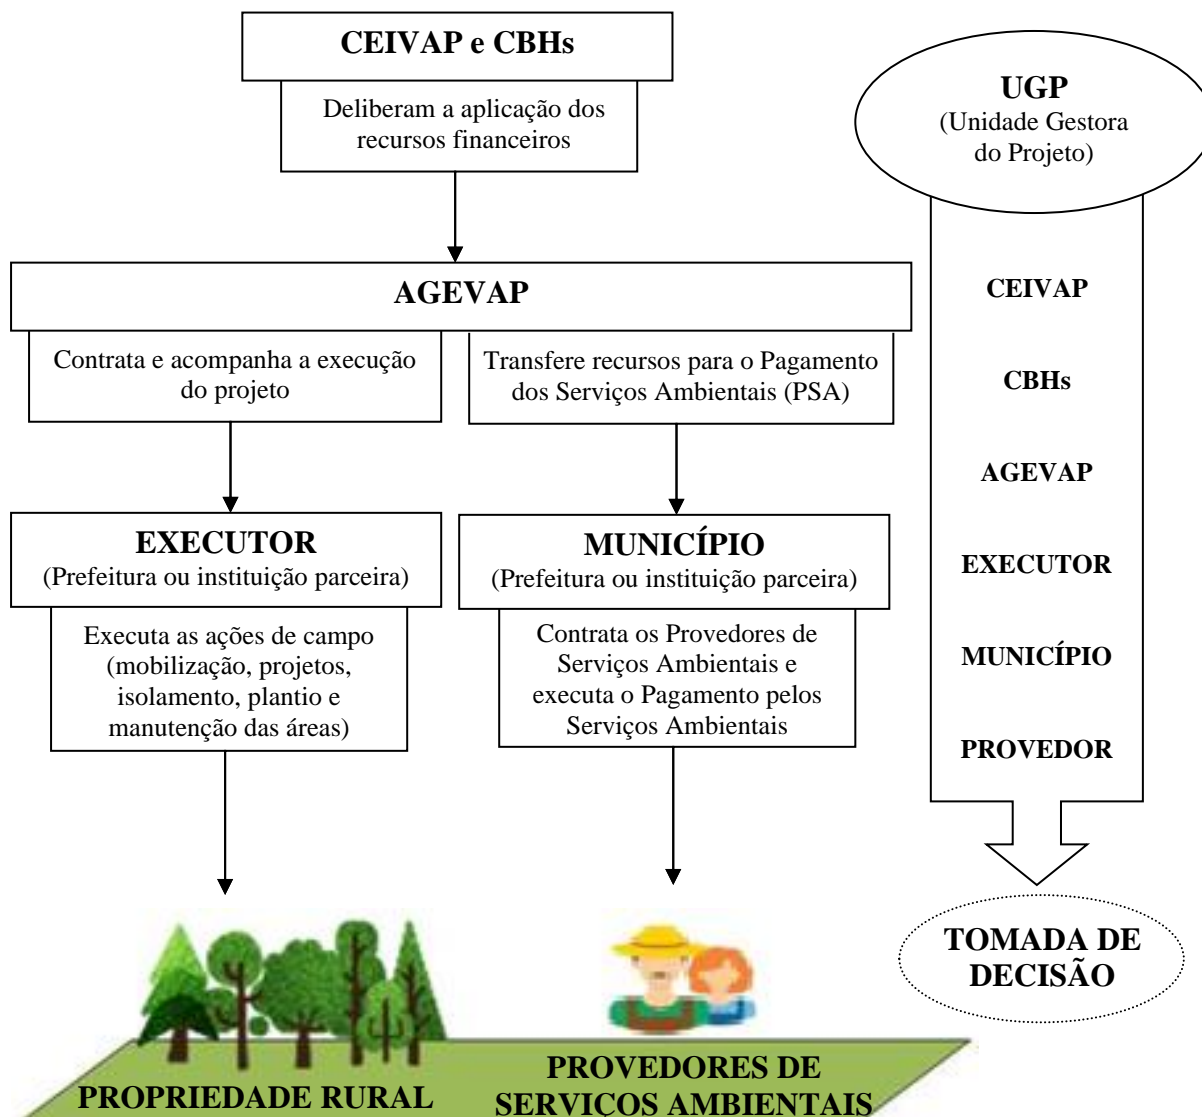 CEIVAP e CBHs
Deliberam a aplicação dos
recursos financeiros
AGEVAP
Contrata e acompanha a execução
do projeto
Transfere recursos para o Pagamento
dos Serviços Ambientais (PSA)
EXECUTOR
(Prefeitura ou instituição parceira)
Executa as ações de campo
(mobilização, projetos,
isolamento, plantio e
manutenção das áreas)
MUNICÍPIO
(Prefeitura ou instituição parceira)
Contrata os Provedores de
Serviços Ambientais e
executa o Pagamento pelos
Serviços Ambientais
PROPRIEDADE RURAL
PROVEDORES DE
SERVIÇOS AMBIENTAIS
UGP
(Unidade Gestora
do Projeto)
CEIVAP
CBHs
AGEVAP
EXECUTOR
MUNICÍPIO
PROVEDOR
TOMADA DE
DECISÃO